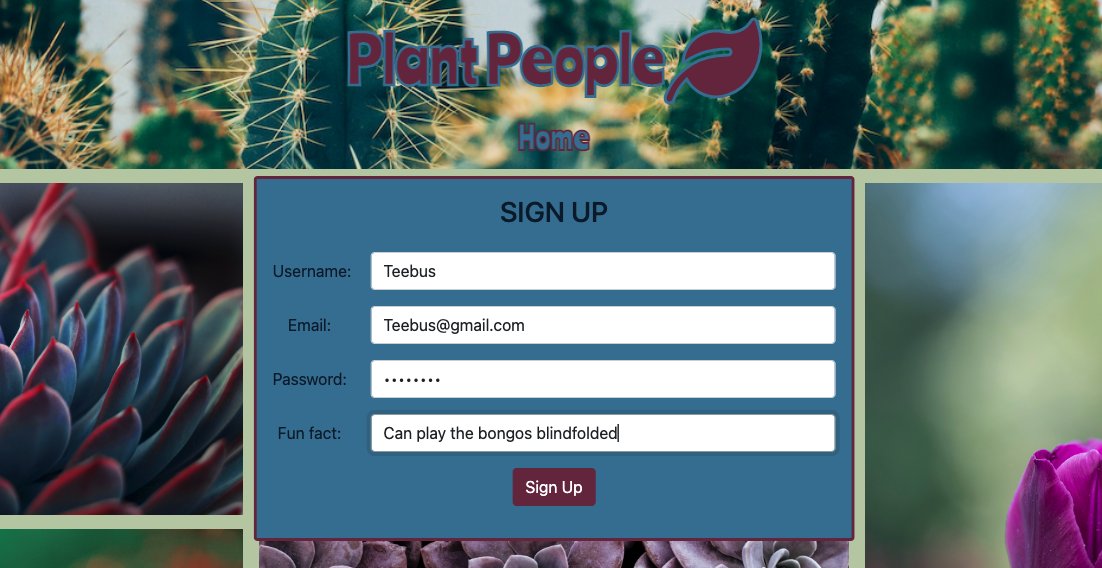 Plant People
Home
SIGN UP
Username: Teebus
Email: Teebus@gmail.com
Password: ••••••••
Fun fact: Can play the bongos blindfolded
Sign Up